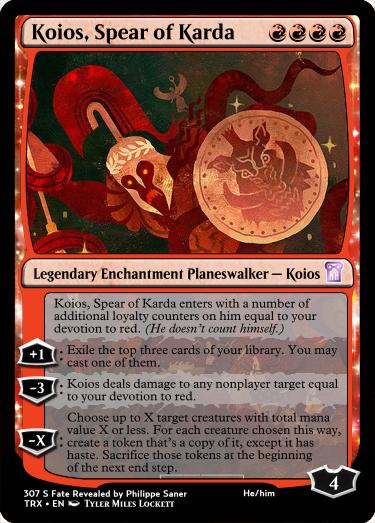 Koios, Spear of Karda
Legendary Enchantment Planeswalker — Koios
Koios, Spear of Karda enters with a number
of additional loyalty counters on him equal to your
devotion to red. (He doesn't count himself.)
+1: Exile the top three cards of your library. You may
cast one of them.
-3: Koios deals damage to any nonplayer target equal
to your devotion to red.
-X: Choose up to X target creatures with total mana
value X or less. For each creature chosen this way,
create a token that's a copy of it, except it has
haste. Sacrifice those tokens at the beginning
of the next end step.
4
307 S Fate Revealed by Philippe Saner He/him
TRX • EN Tyler Miles Lockett